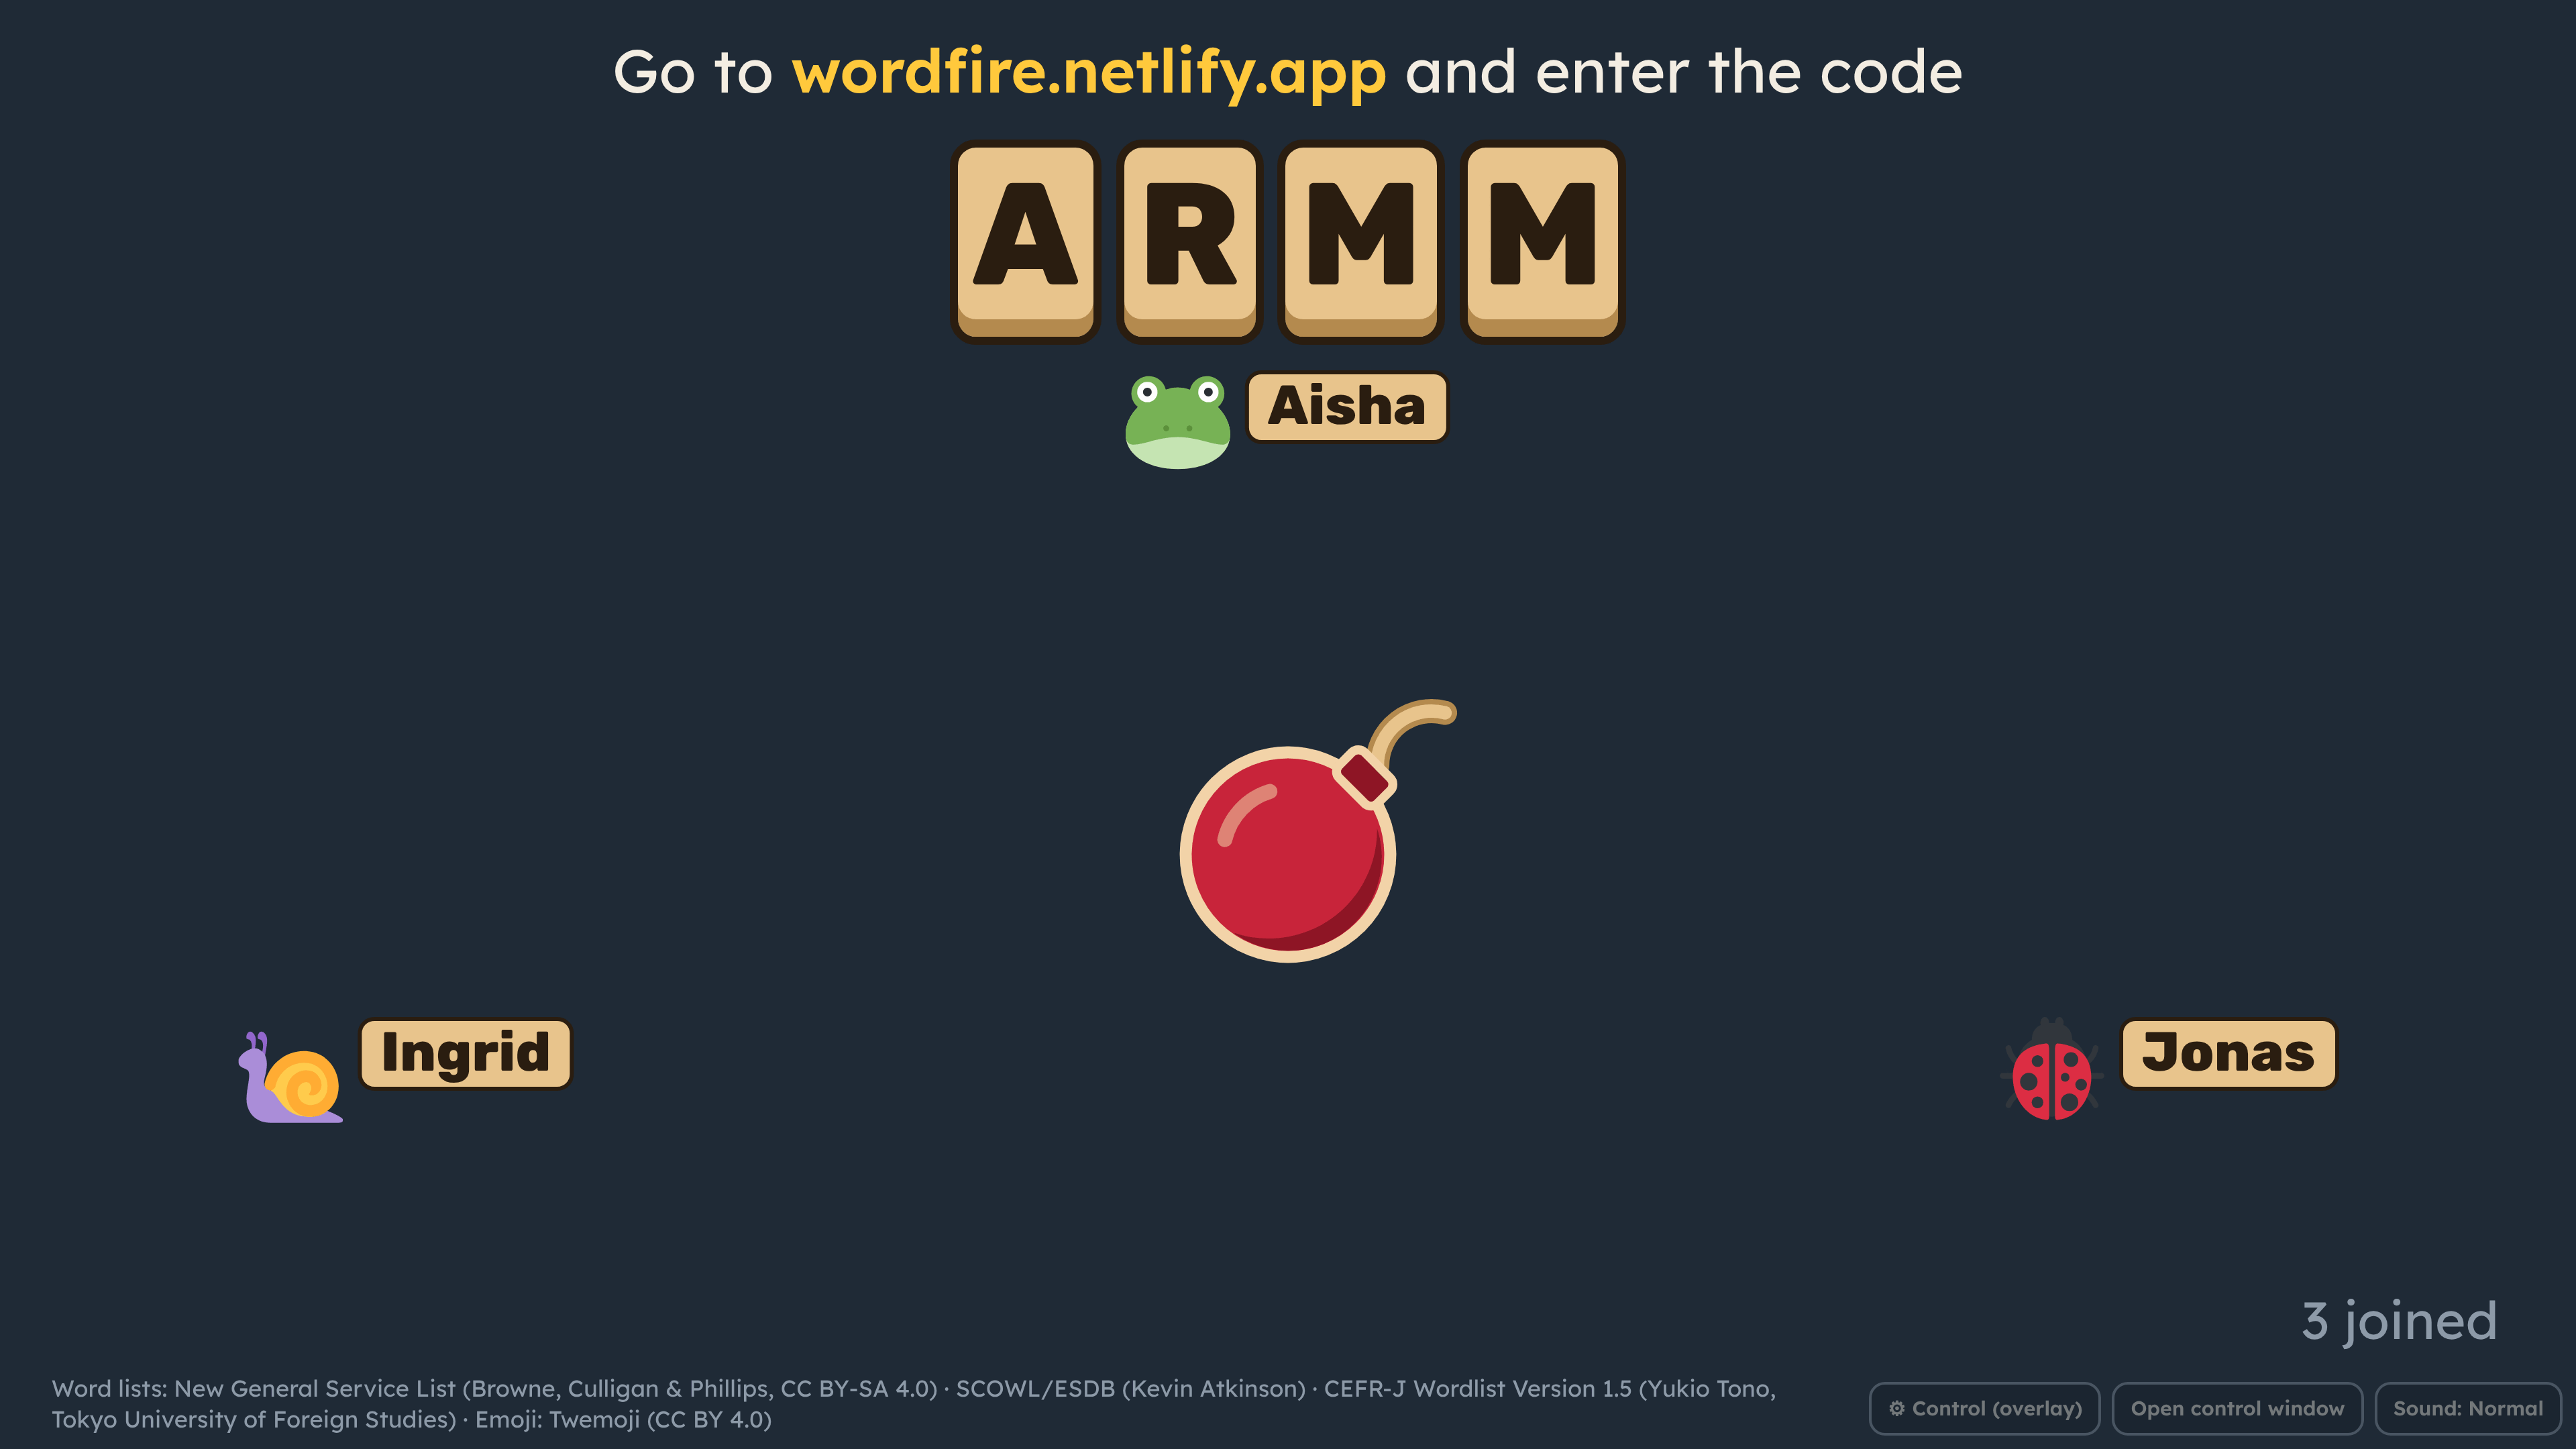 Go to wordfire.netlify.app and enter the code
ARMM
Aisha
Ingrid
Jonas
3 joined
Word lists: New General Service List (Browne, Culligan & Phillips, CC BY-SA 4.0) · SCOWL/ESDB (Kevin Atkinson) · CEFR-J Wordlist Version 1.5 (Yukio Tono,
Tokyo University of Foreign Studies) · Emoji: Twemoji (CC BY 4.0)
⚙ Control (overlay)
Open control window
Sound: Normal